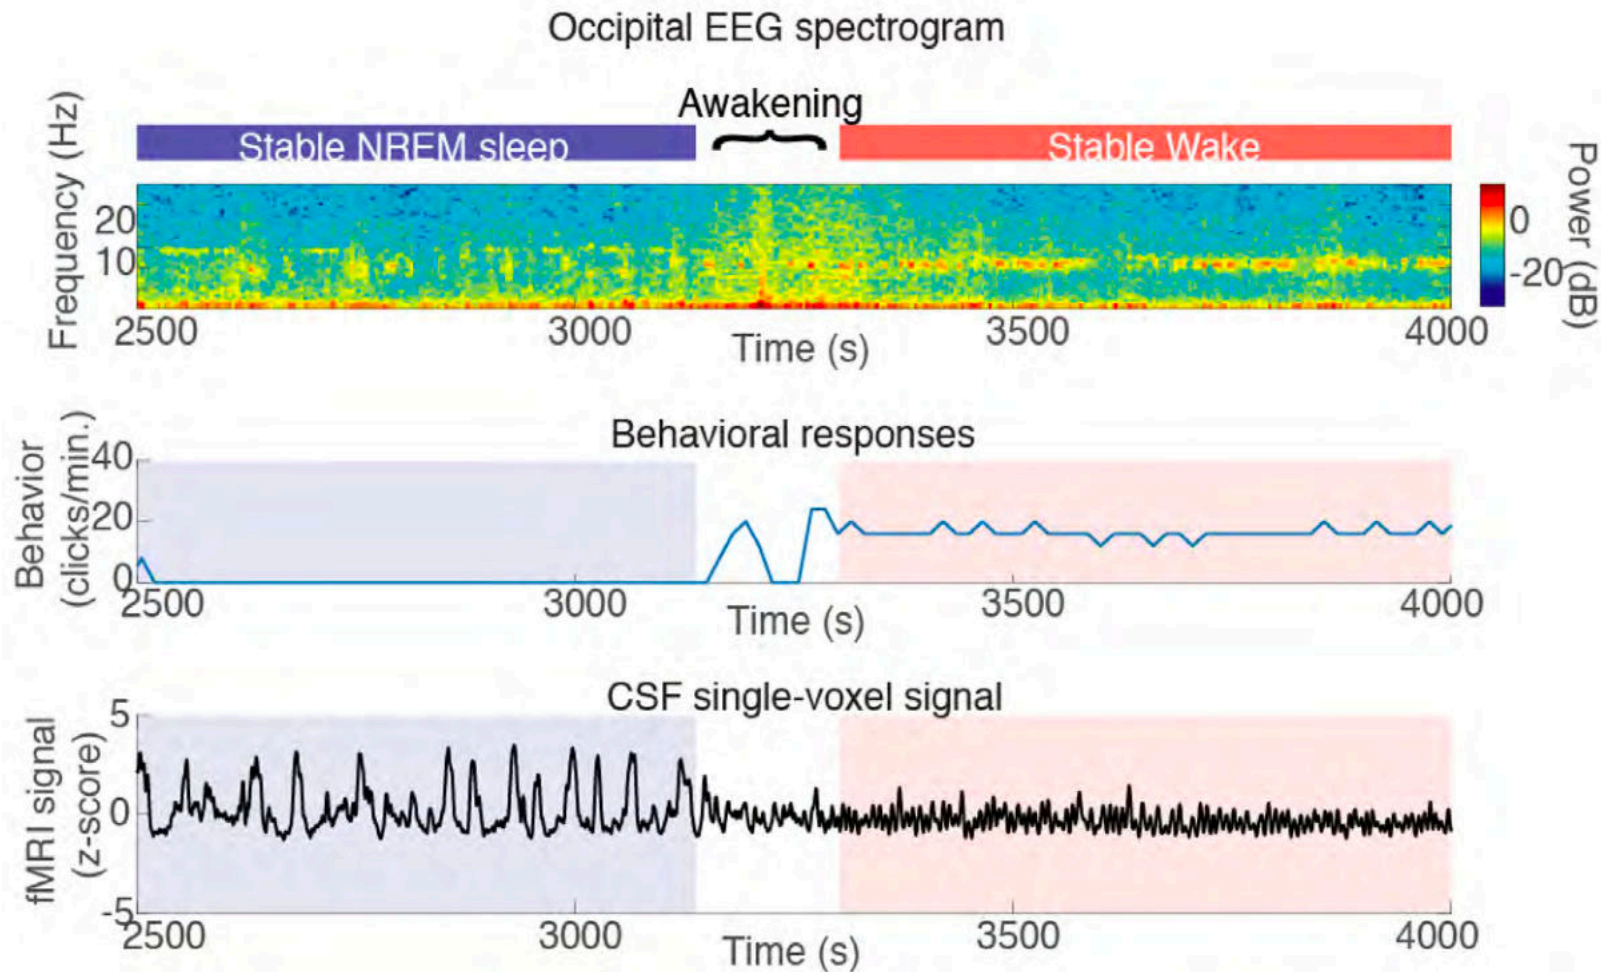 Occipital EEG spectrogram
Awakening
Stable NREM sleep
Stable Wake
Frequency (Hz)
20
10
2500
3000
3500
4000
Time (s)
0
-20
Power (dB)
Behavioral responses
Behavior
(clicks/min.)
40
20
0
2500
3000
3500
4000
Time (s)
CSF single-voxel signal
fMRI signal
(z-score)
5
0
-5
2500
3000
3500
4000
Time (s)